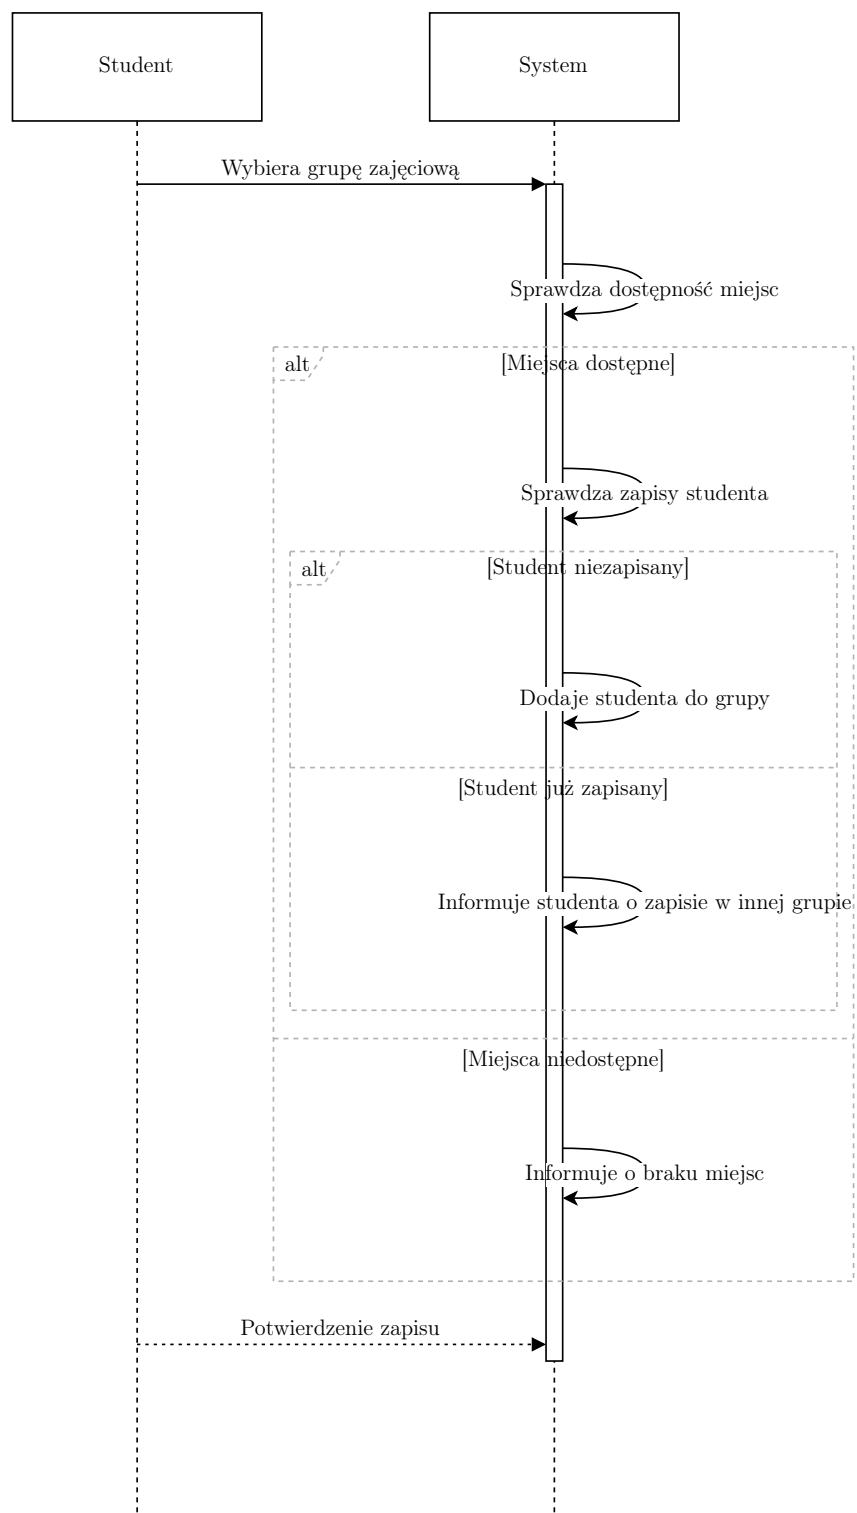 Student
System
Wybiera grupę zajęciową
Sprawdza dostępność miejsc
alt
[Miejsca dostępne]
Sprawdza zapisy studenta
alt
[Student niezapisany]
Dodaje studenta do grupy
[Student już zapisany]
Informuje studenta o zapisie w innej grupie
[Miejsca niedostępne]
Informuje o braku miejsc
Potwierdzenie zapisu